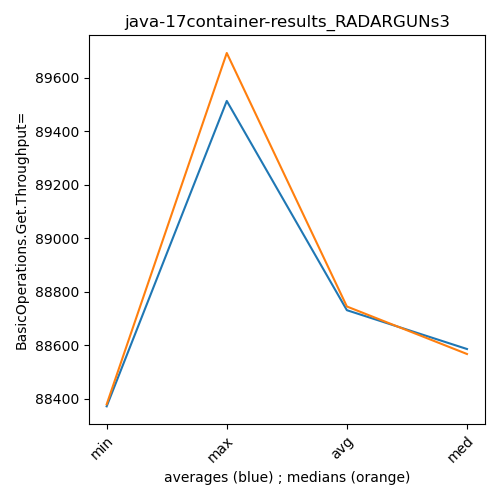 java-17container-results_RADARGUNs3
BasicOperations.Get.Throughput=
89600
89400
89200
89000
88800
88600
88400
min
max
avg
med
averages (blue) ; medians (orange)